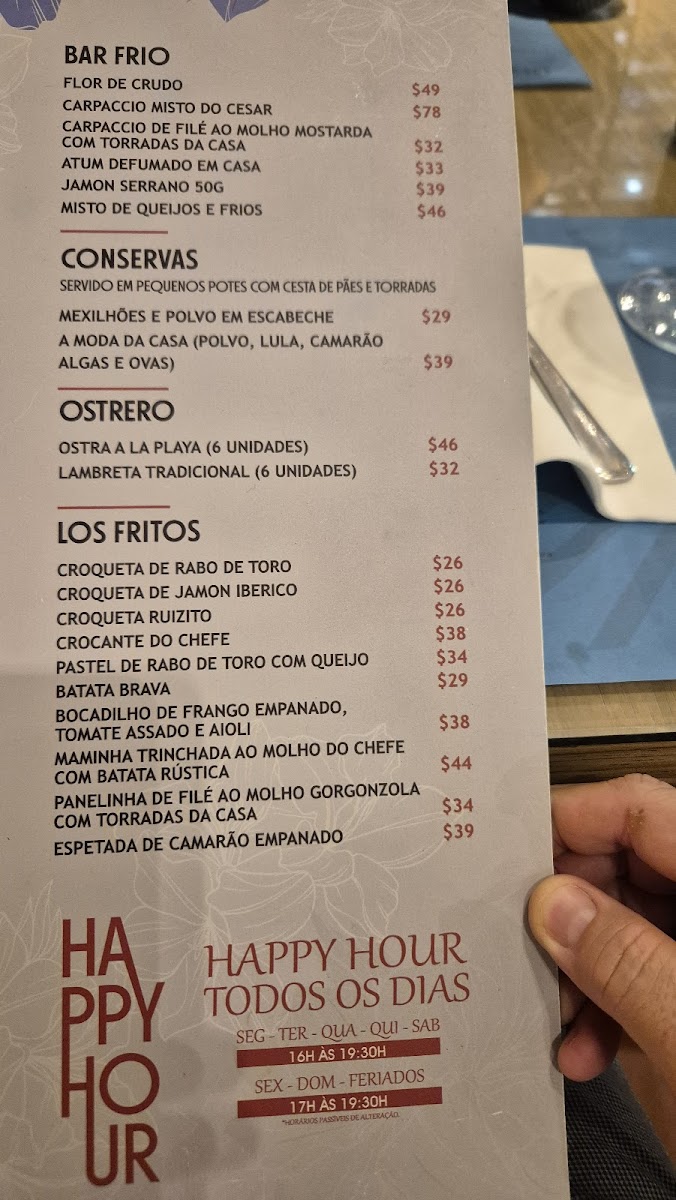 BAR FRIO
FLOR DE CRUDO $49
CARPACCIO MISTO DO CESAR $78
CARPACCIO DE FILÉ AO MOLHO MOSTARDA
COM TORRADAS DA CASA $32
ATUM DEFUMADO EM CASA $33
JAMON SERRANO 50G $39
MISTO DE QUEIJOS E FRIOS $46
CONSERVAS
SERVIDO EM PEQUENOS POTES COM CESTA DE PÃES E TORRADAS
MEXILHÕES E POLVO EM ESCABECHE $29
A MODA DA CASA (POLVO, LULA, CAMARÃO
ALGAS E OVAS) $39
OSTRERO
OSTRA A LA PLAYA (6 UNIDADES) $46
LAMBRETA TRADICIONAL (6 UNIDADES) $32
LOS FRITOS
CROQUETA DE RABO DE TORO $26
CROQUETA DE JAMON IBERICO $26
CROQUETA RUIZITO $26
CROCANTE DO CHEFE $38
PASTEL DE RABO DE TORO COM QUEIJO $34
BATATA BRAVA $29
BOCADILHO DE FRANGO EMPANADO,
TOMATE ASSADO E AIOLI $38
MAMINHA TRINCHADA AO MOLHO DO CHEFE
COM BATATA RÚSTICA $44
PANELINHA DE FILÉ AO MOLHO GORGONZOLA
COM TORRADAS DA CASA $34
ESPETADA DE CAMARÃO EMPANADO $39
HA
PPY
HO
UR
HAPPY HOUR
TODOS OS DIAS
SEG - TER - QUA - QUI - SAB
16H ÀS 19:30H
SEX - DOM - FERIADOS
17H ÀS 19:30H
*HORÁRIOS PASSÍVEIS DE ALTERAÇÃO.